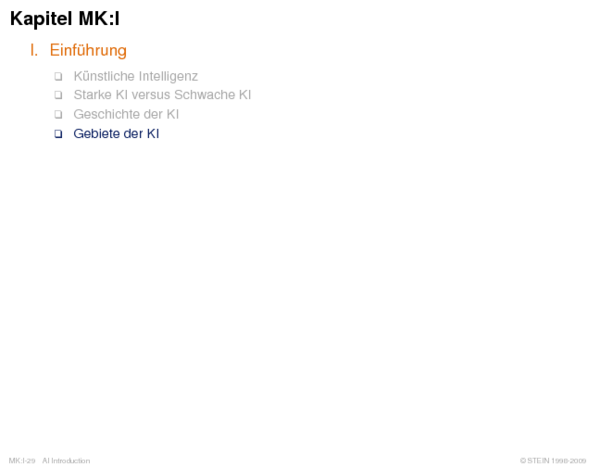 Kapitel MK:I
I. Einführung
❑ Künstliche Intelligenz
❑ Starke KI versus Schwache KI
❑ Geschichte der KI
❑ Gebiete der KI
MK:I-29 AI Introduction © STEIN 1998-2009